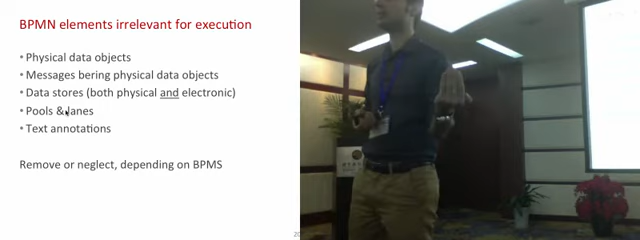 BPMN elements irrelevant for execution
• Physical data objects
• Messages bering physical data objects
• Data stores (both physical and electronic)
• Pools & lanes
• Text annotations
Remove or neglect, depending on BPMS